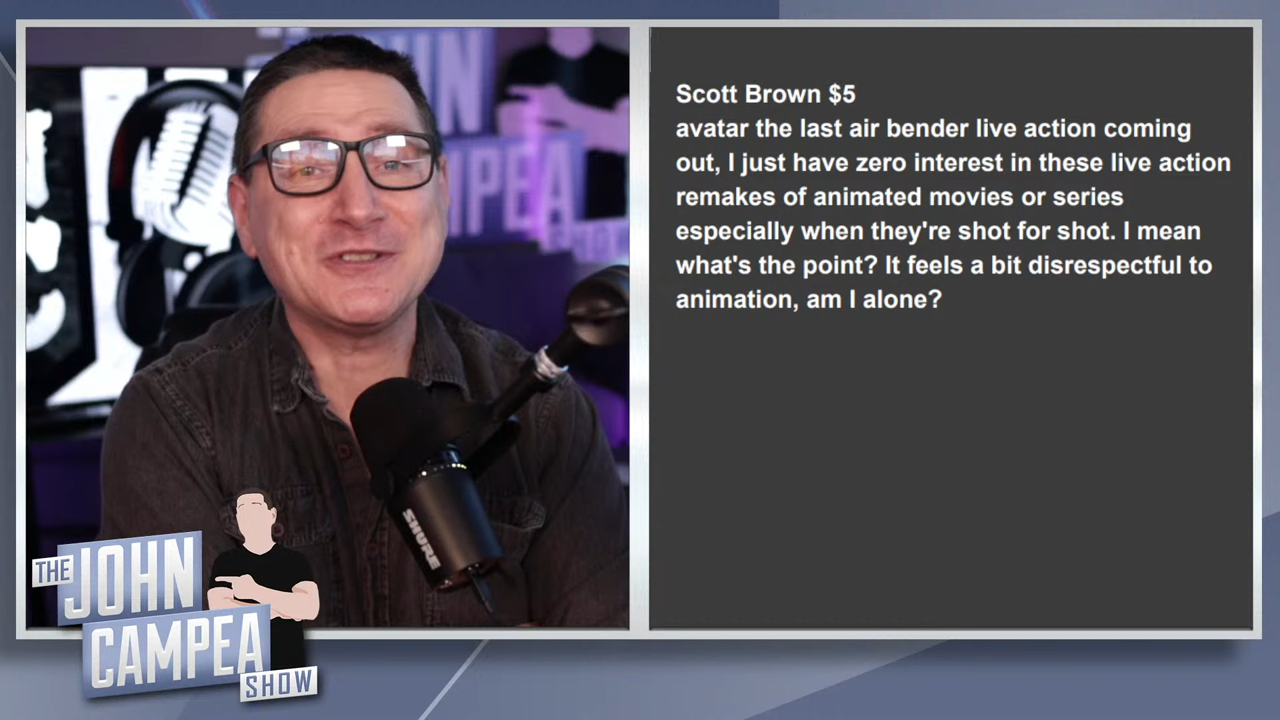 Scott Brown $5
avatar the last air bender live action coming
out, I just have zero interest in these live action
remakes of animated movies or series
especially when they're shot for shot. I mean
what's the point? It feels a bit disrespectful to
animation, am I alone?
SHURE
THE
JOHN
CAMPEA
SHOW